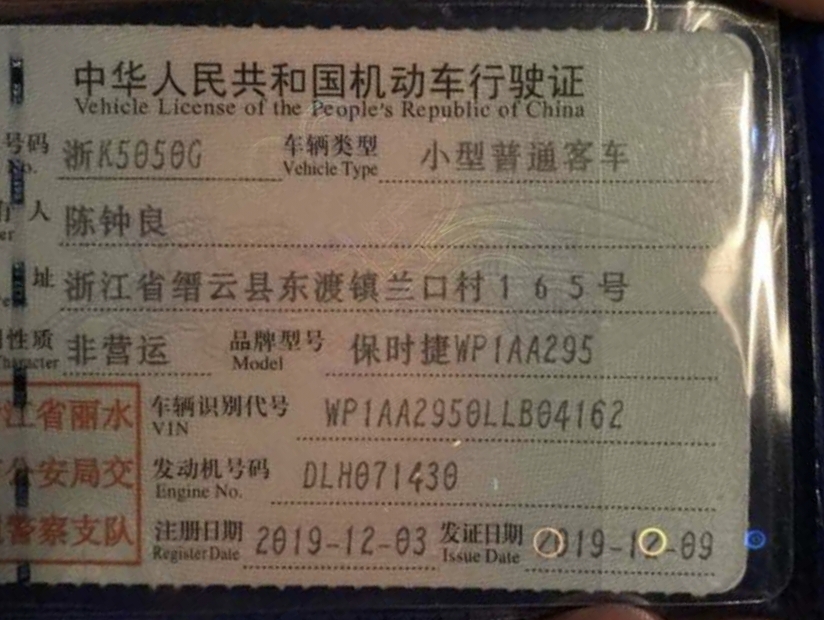 中华人民共和国机动车行驶证
Vehicle License of the People's Republic of China
号码 浙K5050G 车辆类型 小型普通客车
No. Vehicle Type
人 陈钟良
址 浙江省缙云县东渡镇兰口村165号
性质 非营运 品牌型号 保时捷WP1AA295
Character Model
江省丽水 车辆识别代号 WP1AA2950LLB04162
VIN
公安局交 发动机号码 DLH071430
Engine No.
警察支队 注册日期 2019-12-03 发证日期 2019-12-09
Register Date Issue Date